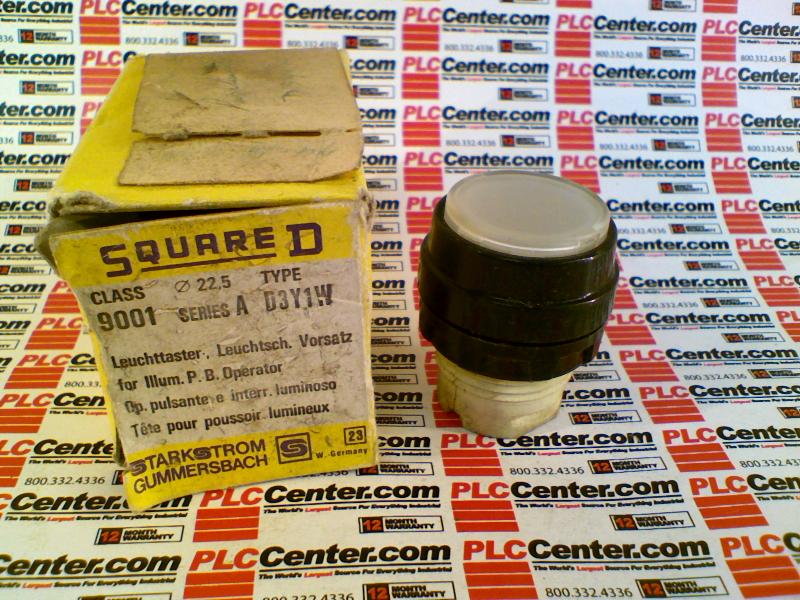 SQUARE D
CLASS ⌀ 22,5 TYPE
9001 SERIES A D3Y1W
Leuchttaster-, Leuchtsch. Vorsatz
for Illum. P. B. Operator
Op. pulsante e interr. luminoso
Tête pour poussoir lumineux
STARKSTROM
GUMMERSBACH
23
W. Germany
PLCCenter.com
The World's Largest Source For Everything Industrial
800.332.4336
12 MONTH WARRANTY